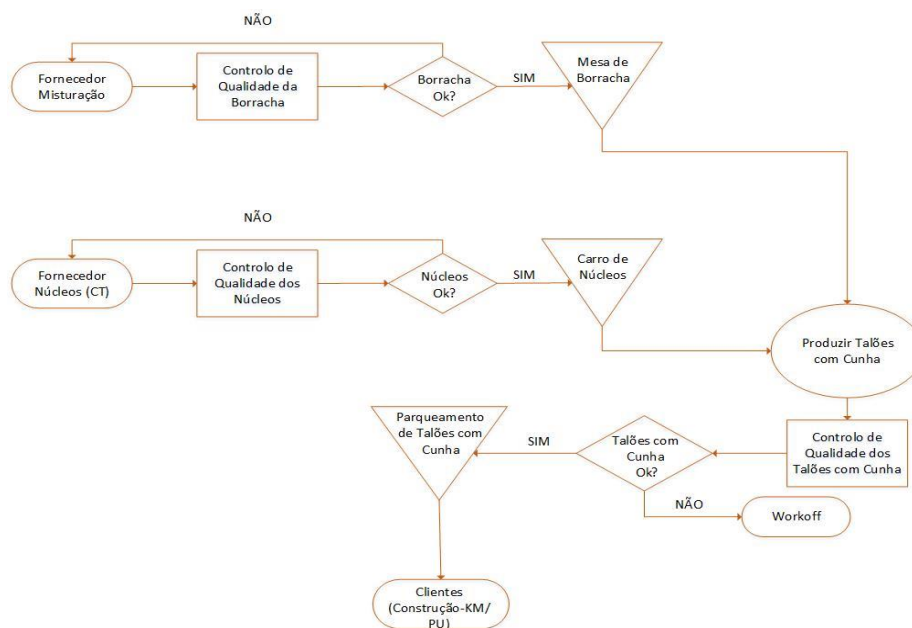 NÃO
Fornecedor
Misturação
Controlo de
Qualidade da
Borracha
Borracha
Ok?
SIM
Mesa de
Borracha
NÃO
Fornecedor
Núcleos (CT)
Controlo de
Qualidade dos
Núcleos
Núcleos
Ok?
SIM
Carro de
Núcleos
Produzir Talões
com Cunha
Controlo de
Qualidade dos
Talões com Cunha
Talões com
Cunha
Ok?
SIM
NÃO
Workoff
Parqueamento
de Talões com
Cunha
Clientes
(Construção-KM/
PU)